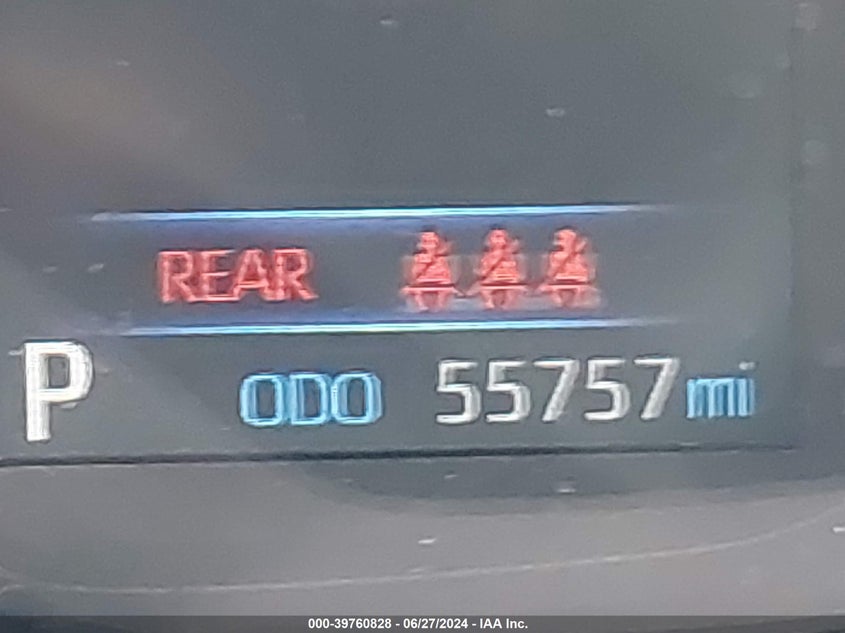 REAR
P ODO 55757 mi
000-39760828 - 06/27/2024 - IAA Inc.